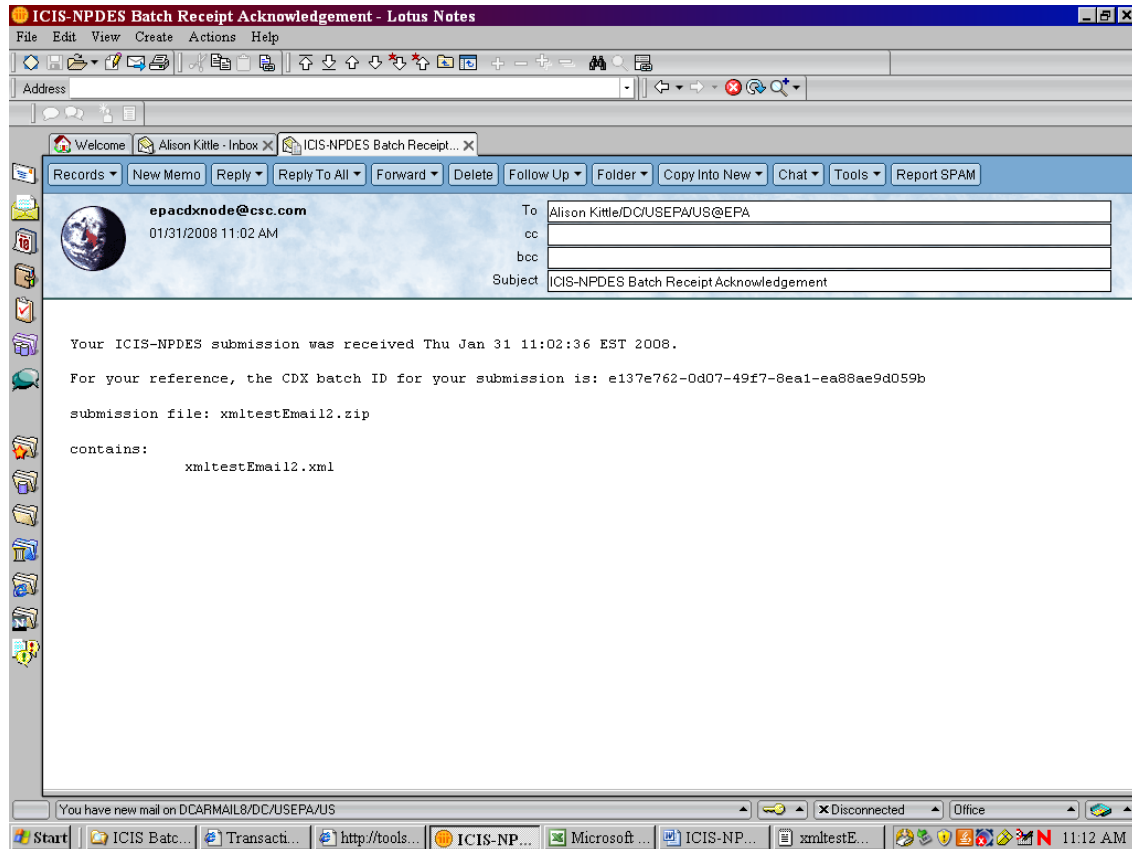 ICIS-NPDES Batch Receipt Acknowledgement - Lotus Notes
File Edit View Create Actions Help
Address
Welcome Alison Kittle - Inbox ICIS-NPDES Batch Receipt...
Records New Memo Reply Reply To All Forward Delete Follow Up Folder Copy Into New Chat Tools Report SPAM
epacdxnode@csc.com
01/31/2008 11:02 AM
To Alison Kittle/DC/USEPA/US@EPA
cc
bcc
Subject ICIS-NPDES Batch Receipt Acknowledgement
Your ICIS-NPDES submission was received Thu Jan 31 11:02:36 EST 2008.
For your reference, the CDX batch ID for your submission is: e137e762-0d07-49f7-8ea1-ea88ae9d059b
submission file: xmltestEmail2.zip
contains:
xmltestEmail2.xml
You have new mail on DCARMAIL8/DC/USEPA/US Disconnected Office
Start ICIS Batc... Transacti... http://tools... ICIS-NP... Microsoft ... ICIS-NP... xmltestE... N 11:12 AM